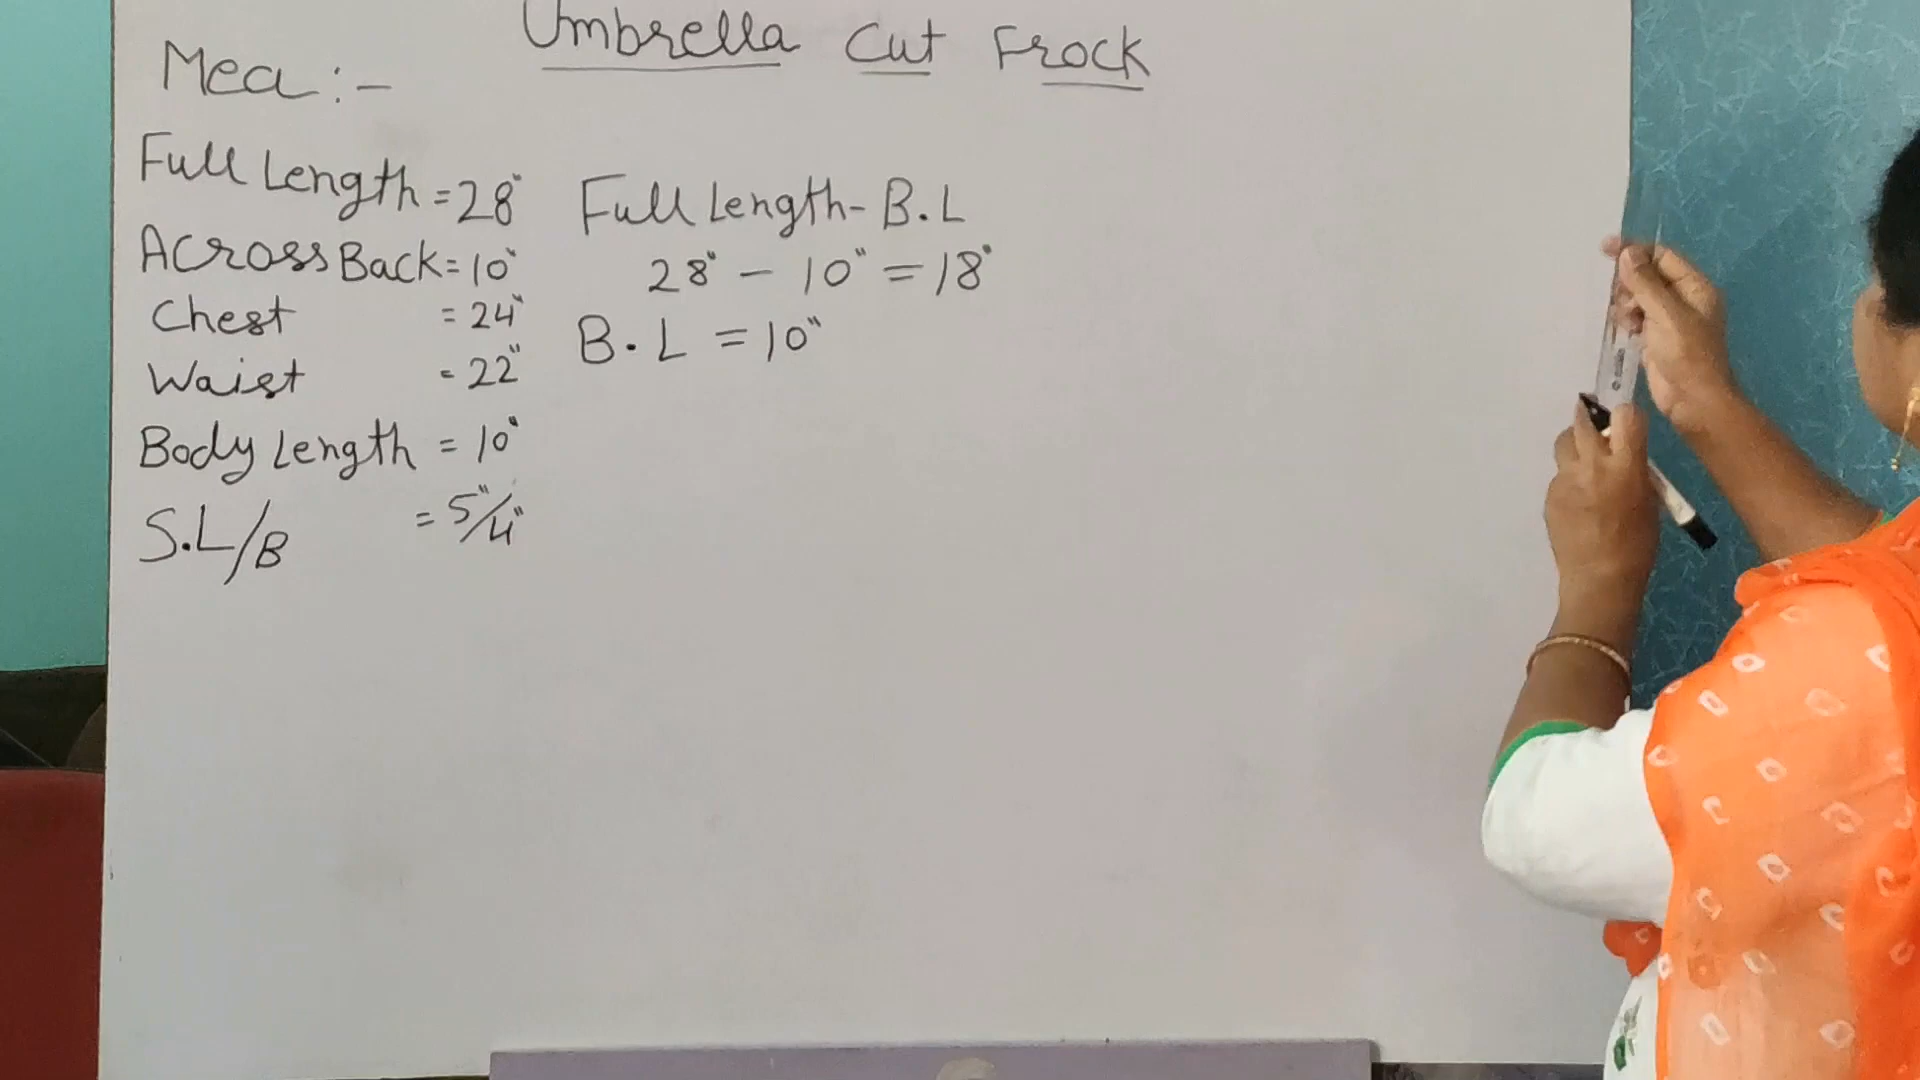 Umbrella Cut Frock
Mea:-
Full Length = 28"
Across Back = 10"
Chest = 24"
Waist = 22"
Body Length = 10"
S.L/B = 5"/4"
Full Length - B.L
28" - 10" = 18"
B.L = 10"